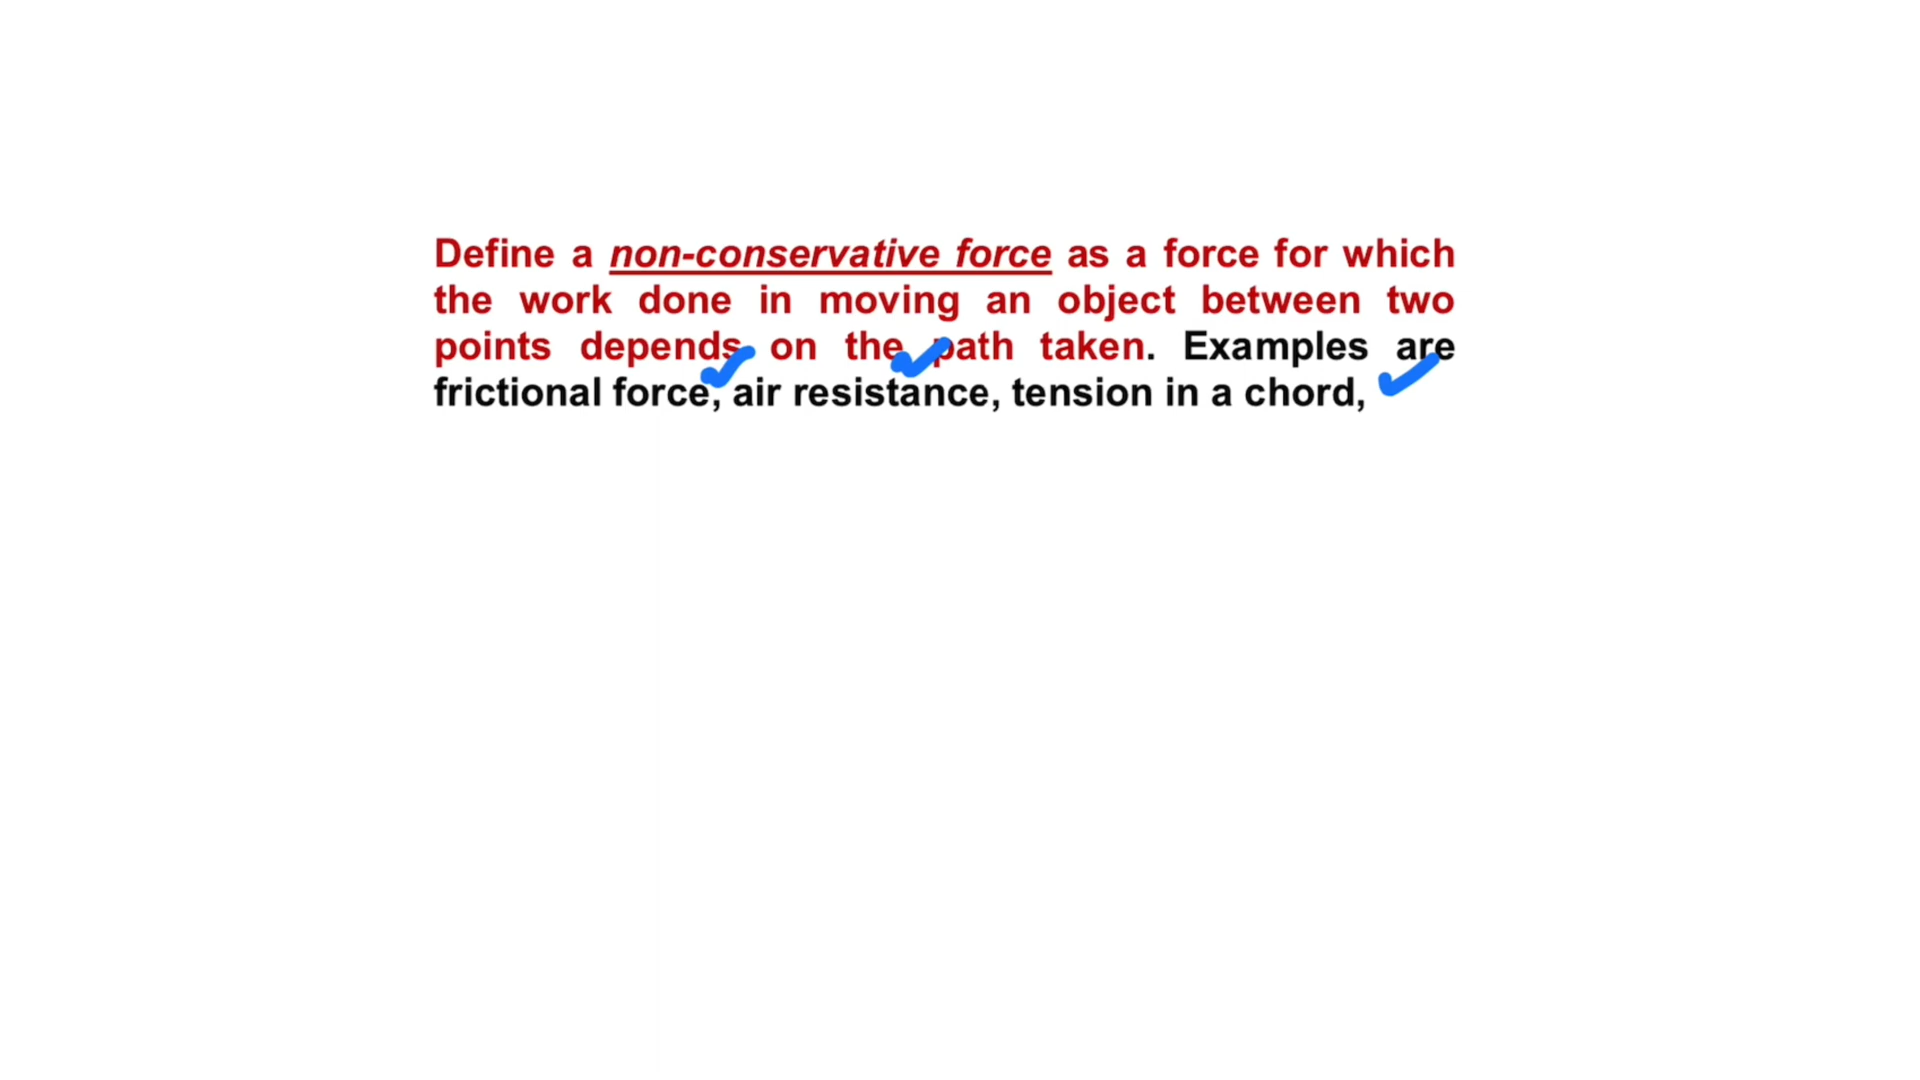 Define a non-conservative force as a force for which
the work done in moving an object between two
points depends on the path taken. Examples are
frictional force, air resistance, tension in a chord,